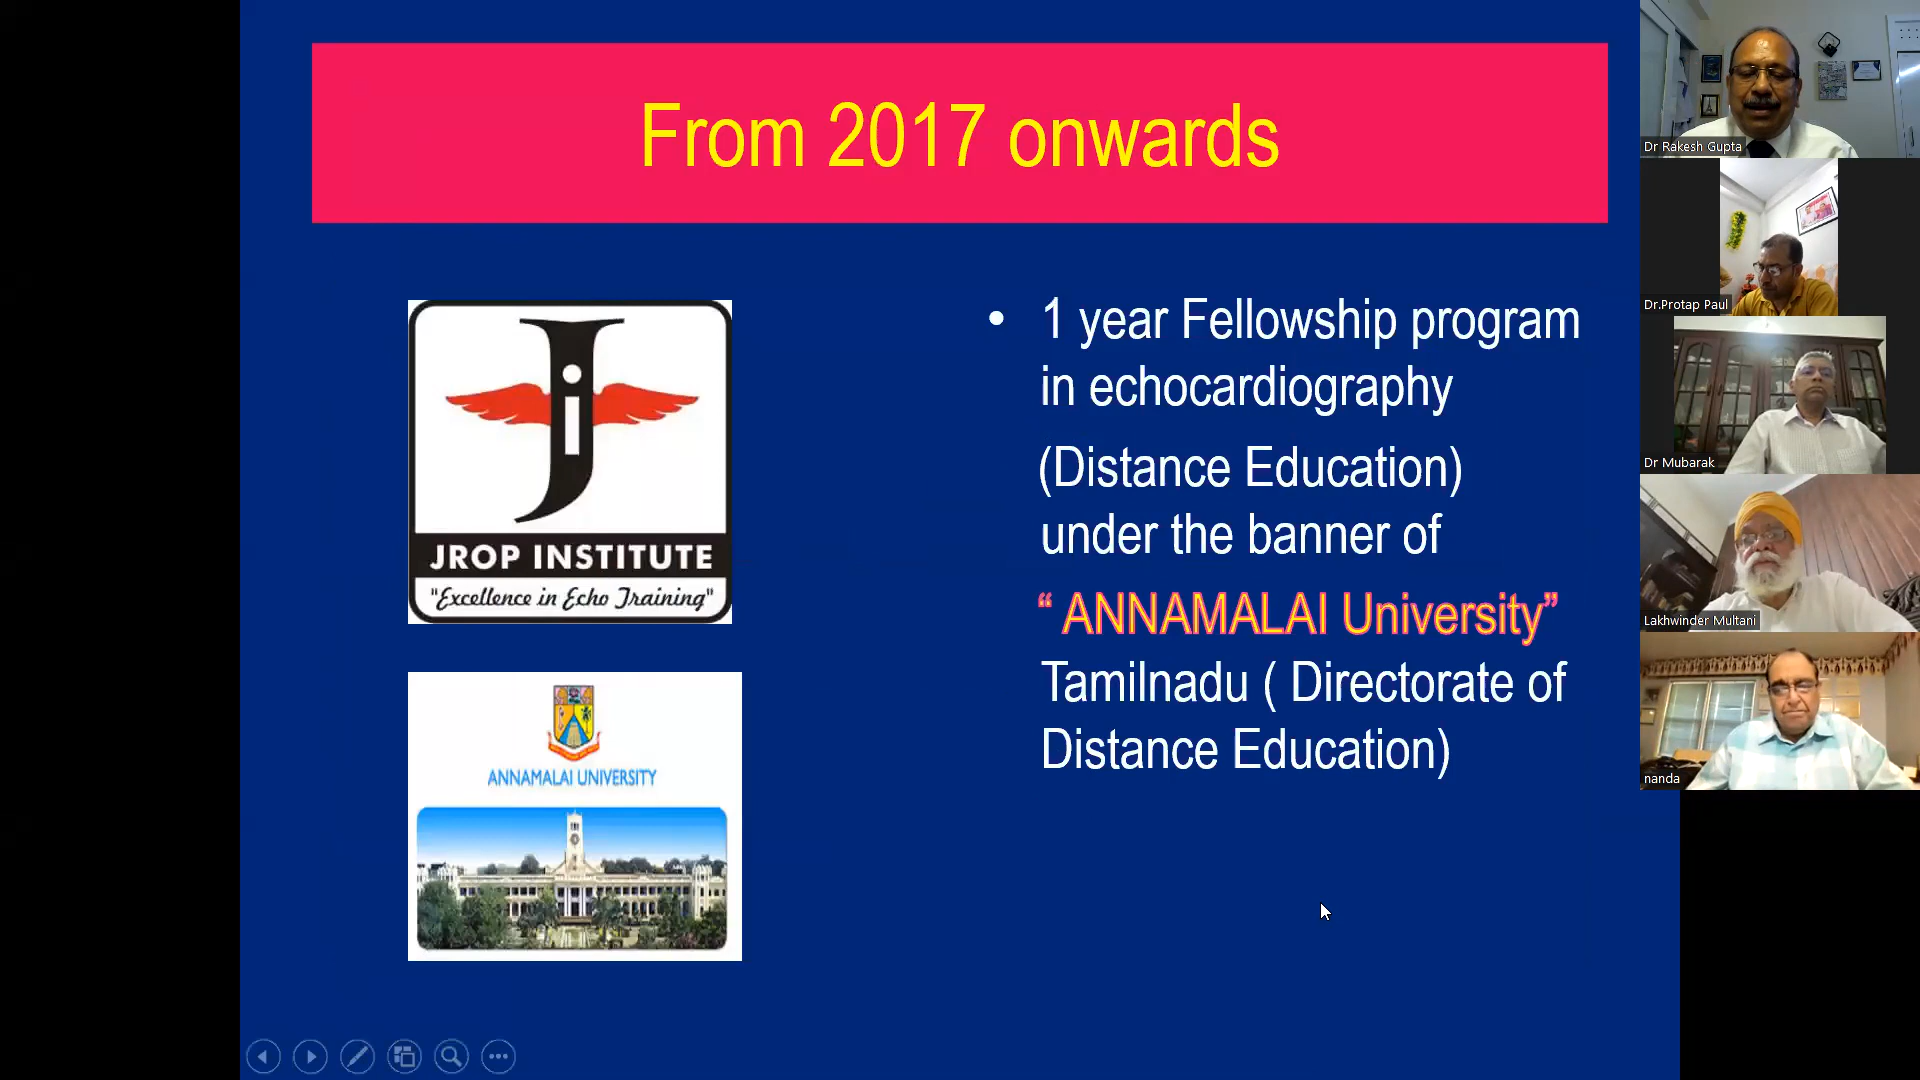 From 2017 onwards
JROP INSTITUTE
"Excellence in Echo Training"
ANNAMALAI UNIVERSITY
• 1 year Fellowship program
in echocardiography
(Distance Education)
under the banner of
“ ANNAMALAI University”
Tamilnadu ( Directorate of
Distance Education)
Dr Rakesh Gupta
Dr.Protap Paul
Dr Mubarak
Lakhwinder Multani
nanda